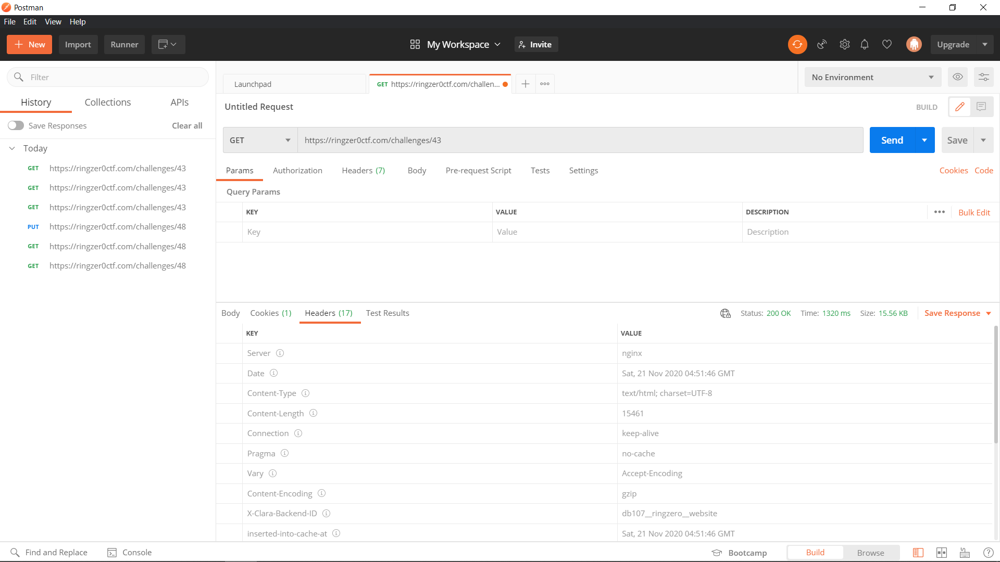 Postman
File Edit View Help
New Import Runner My Workspace Invite Upgrade
Filter
Launchpad GET https://ringzer0ctf.com/challen... No Environment
History Collections APIs
Untitled Request BUILD
Save Responses Clear all
GET https://ringzer0ctf.com/challenges/43 Send Save
Today
GET https://ringzer0ctf.com/challenges/43
GET https://ringzer0ctf.com/challenges/43
GET https://ringzer0ctf.com/challenges/43
PUT https://ringzer0ctf.com/challenges/48
GET https://ringzer0ctf.com/challenges/48
GET https://ringzer0ctf.com/challenges/48
Params Authorization Headers (7) Body Pre-request Script Tests Settings Cookies Code
Query Params
KEY VALUE DESCRIPTION Bulk Edit
Key Value Description
Body Cookies (1) Headers (17) Test Results Status: 200 OK Time: 1320 ms Size: 15.56 KB Save Response
KEY VALUE
Server nginx
Date Sat, 21 Nov 2020 04:51:46 GMT
Content-Type text/html; charset=UTF-8
Content-Length 15461
Connection keep-alive
Pragma no-cache
Vary Accept-Encoding
Content-Encoding gzip
X-Clara-Backend-ID db107__ringzero__website
inserted-into-cache-at Sat, 21 Nov 2020 04:51:46 GMT
Find and Replace Console Bootcamp Build Browse